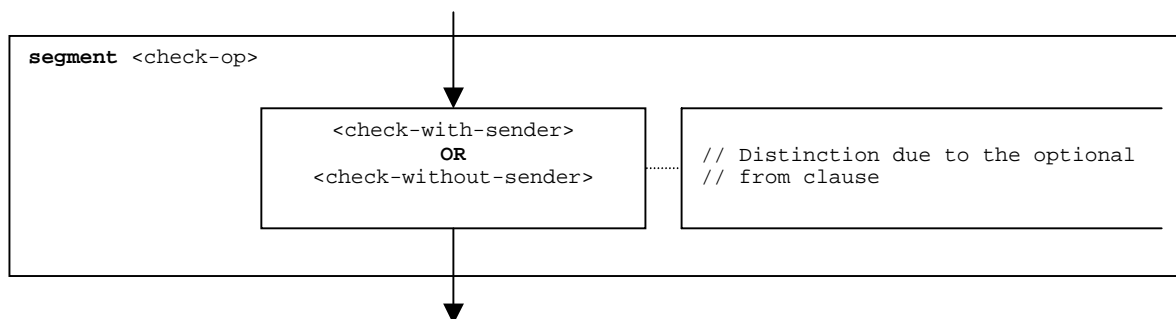 segment <check-op>
<check-with-sender>
OR
<check-without-sender>
// Distinction due to the optional
// from clause